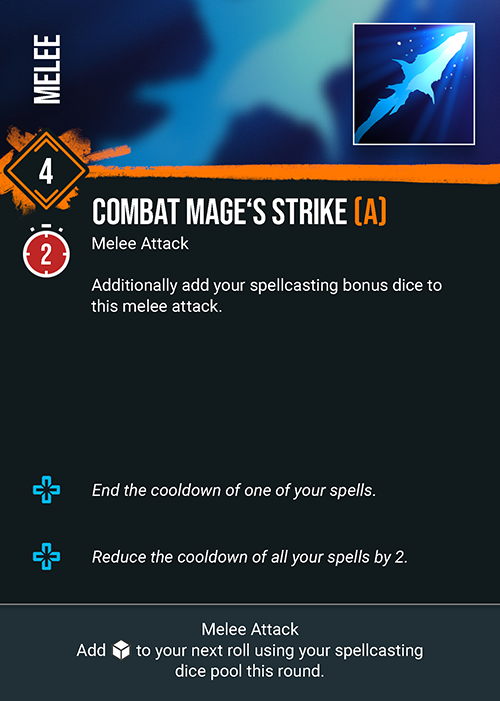 MELEE
4
COMBAT MAGE‘S STRIKE (A)
2
Melee Attack
Additionally add your spellcasting bonus dice to
this melee attack.
End the cooldown of one of your spells.
Reduce the cooldown of all your spells by 2.
Melee Attack
Add to your next roll using your spellcasting
dice pool this round.